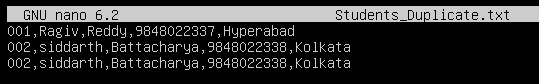 GNU nano 6.2 Students_Duplicate.txt
001,Ragiv,Reddy,9848022337,Hyperabad
002,siddarth,Battacharya,9848022338,Kolkata
002,siddarth,Battacharya,9848022338,Kolkata